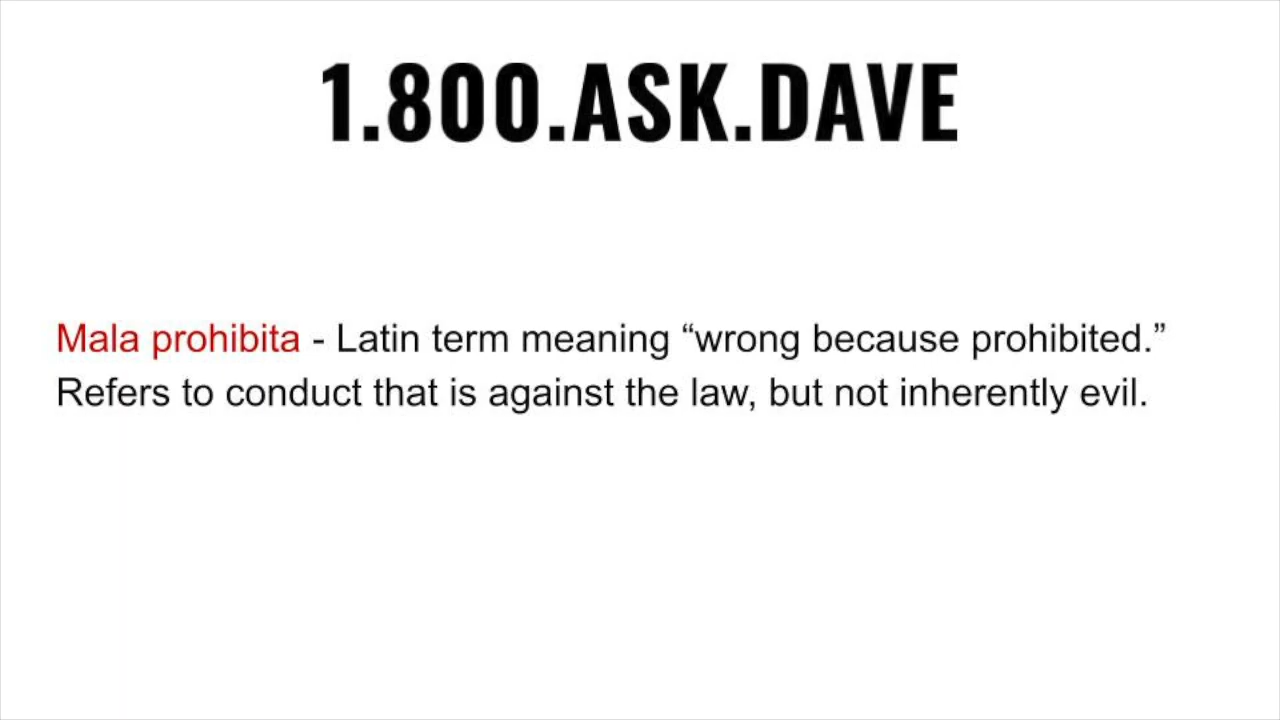 1.800.ASK.DAVE
Mala prohibita - Latin term meaning “wrong because prohibited.”
Refers to conduct that is against the law, but not inherently evil.